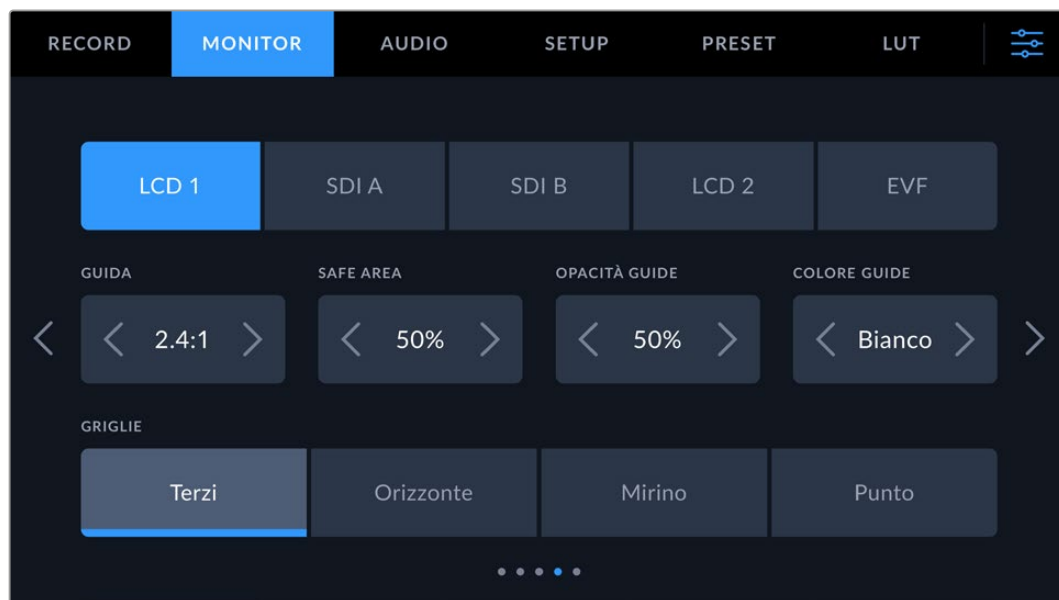 RECORD MONITOR AUDIO SETUP PRESET LUT
LCD 1 SDI A SDI B LCD 2 EVF
GUIDA SAFE AREA OPACITÀ GUIDE COLORE GUIDE
2.4:1 50% 50% Bianco
GRIGLIE
Terzi Orizzonte Mirino Punto